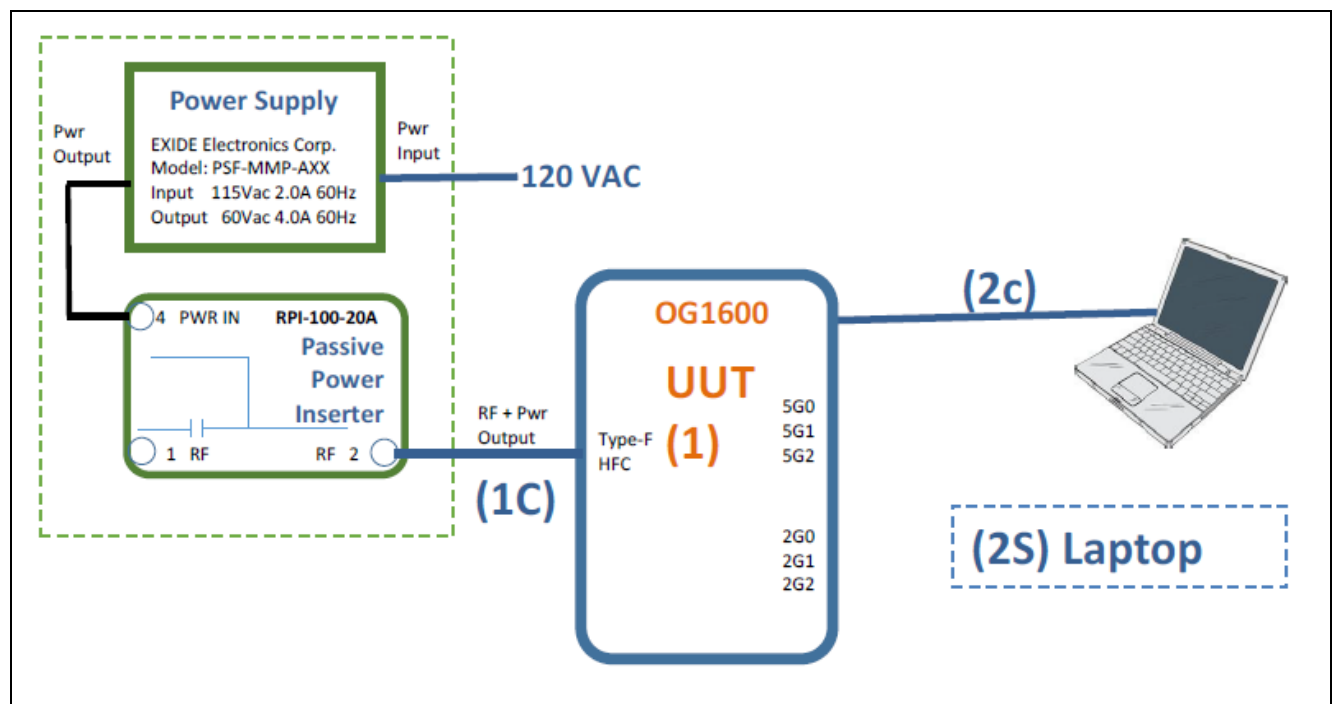 Power Supply
EXIDE Electronics Corp.
Model: PSF-MMP-AXX
Input 115Vac 2.0A 60Hz
Output 60Vac 4.0A 60Hz
Pwr
Output
Pwr
Input
120 VAC
4 PWR IN RPI-100-20A
Passive
Power
Inserter
1 RF RF 2
RF + Pwr
Output
(1C)
OG1600
UUT
(1)
Type-F
HFC
5G0
5G1
5G2
2G0
2G1
2G2
(2c)
(2S) Laptop